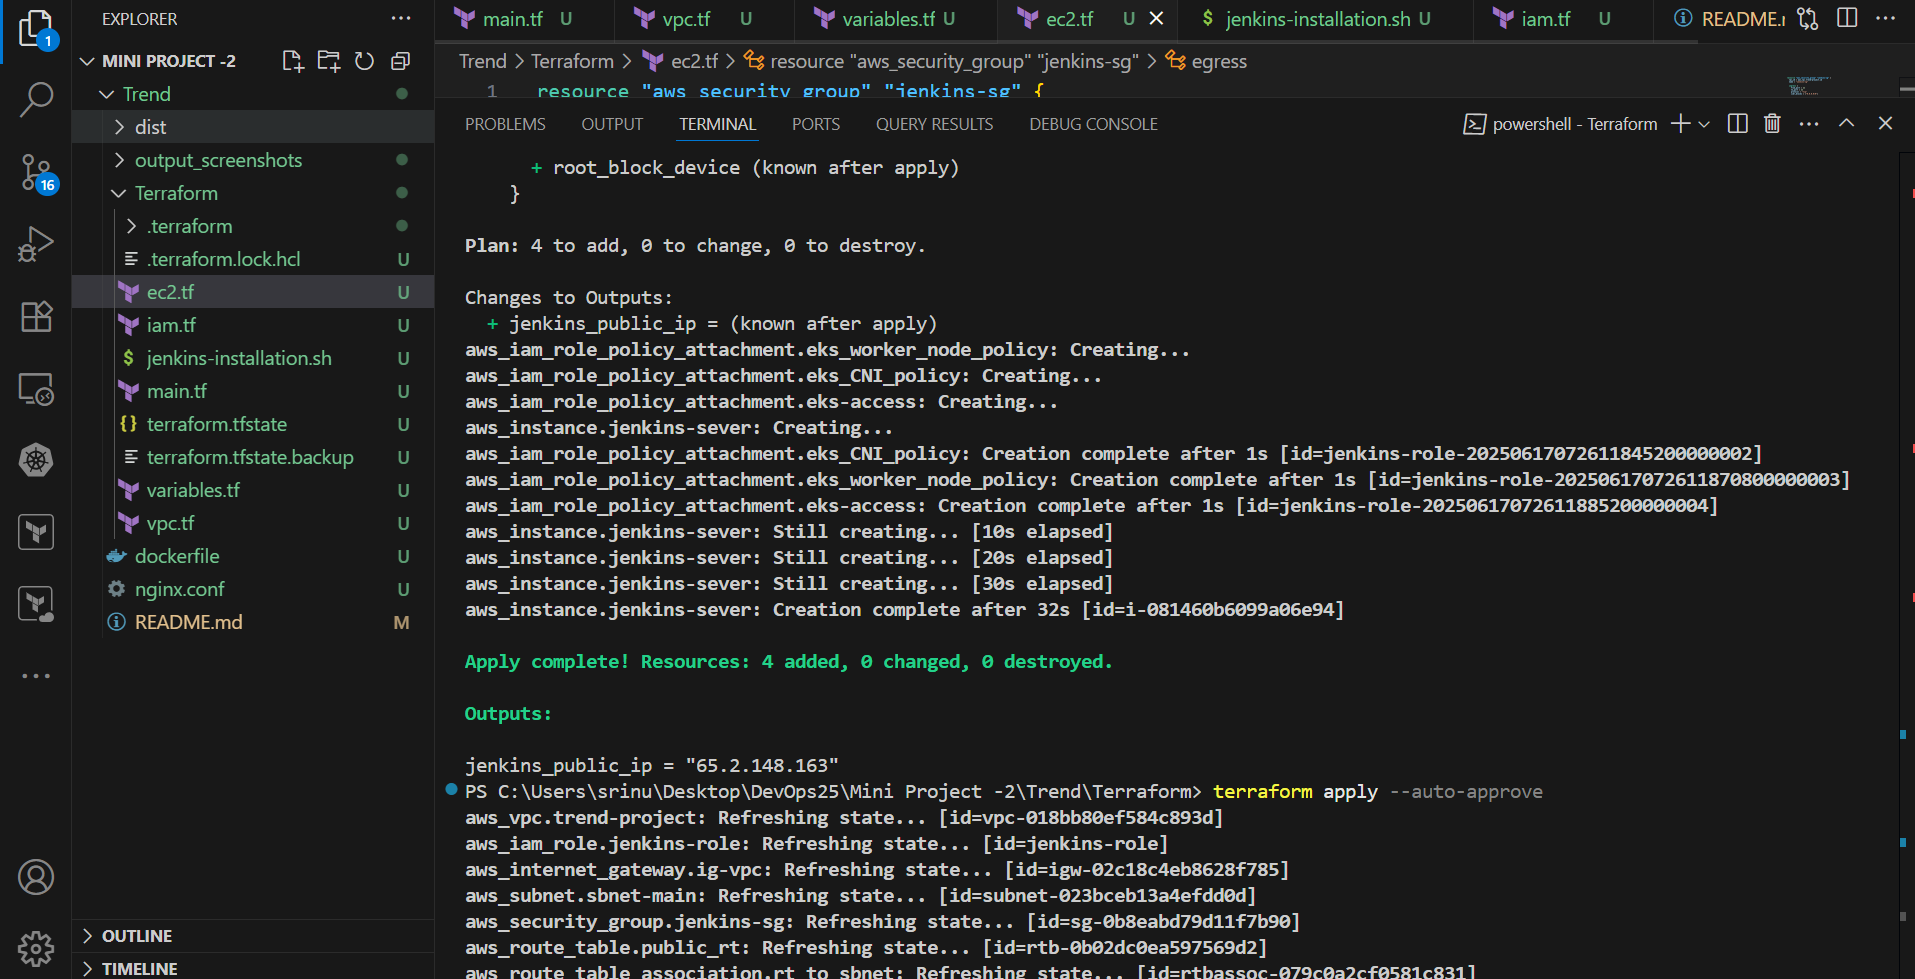 EXPLORER
MINI PROJECT -2
Trend
dist
output_screenshots
Terraform
.terraform
.terraform.lock.hcl U
ec2.tf U
iam.tf U
$ jenkins-installation.sh U
main.tf U
{} terraform.tfstate U
terraform.tfstate.backup U
variables.tf U
vpc.tf U
dockerfile U
nginx.conf U
README.md M
OUTLINE
TIMELINE
1
16
main.tf U
vpc.tf U
variables.tf U
ec2.tf U
$ jenkins-installation.sh U
iam.tf U
README.r
Trend > Terraform > ec2.tf > resource "aws_security_group" "jenkins-sg" > egress
1 resource "aws_security_group" "jenkins-sg" {
PROBLEMS OUTPUT TERMINAL PORTS QUERY RESULTS DEBUG CONSOLE
powershell - Terraform
+ root_block_device (known after apply)
}
Plan: 4 to add, 0 to change, 0 to destroy.
Changes to Outputs:
+ jenkins_public_ip = (known after apply)
aws_iam_role_policy_attachment.eks_worker_node_policy: Creating...
aws_iam_role_policy_attachment.eks_CNI_policy: Creating...
aws_iam_role_policy_attachment.eks-access: Creating...
aws_instance.jenkins-sever: Creating...
aws_iam_role_policy_attachment.eks_CNI_policy: Creation complete after 1s [id=jenkins-role-20250617072611845200000002]
aws_iam_role_policy_attachment.eks_worker_node_policy: Creation complete after 1s [id=jenkins-role-20250617072611870800000003]
aws_iam_role_policy_attachment.eks-access: Creation complete after 1s [id=jenkins-role-20250617072611885200000004]
aws_instance.jenkins-sever: Still creating... [10s elapsed]
aws_instance.jenkins-sever: Still creating... [20s elapsed]
aws_instance.jenkins-sever: Still creating... [30s elapsed]
aws_instance.jenkins-sever: Creation complete after 32s [id=i-081460b6099a06e94]
Apply complete! Resources: 4 added, 0 changed, 0 destroyed.
Outputs:
jenkins_public_ip = "65.2.148.163"
PS C:\Users\srinu\Desktop\DevOps25\Mini Project -2\Trend\Terraform> terraform apply --auto-approve
aws_vpc.trend-project: Refreshing state... [id=vpc-018bb80ef584c893d]
aws_iam_role.jenkins-role: Refreshing state... [id=jenkins-role]
aws_internet_gateway.ig-vpc: Refreshing state... [id=igw-02c18c4eb8628f785]
aws_subnet.sbnet-main: Refreshing state... [id=subnet-023bceb13a4efdd0d]
aws_security_group.jenkins-sg: Refreshing state... [id=sg-0b8eabd79d11f7b90]
aws_route_table.public_rt: Refreshing state... [id=rtb-0b02dc0ea597569d2]
aws_route_table_association.rt_to_sbnet: Refreshing state... [id=rtbassoc-079c0a2cf0581c831]